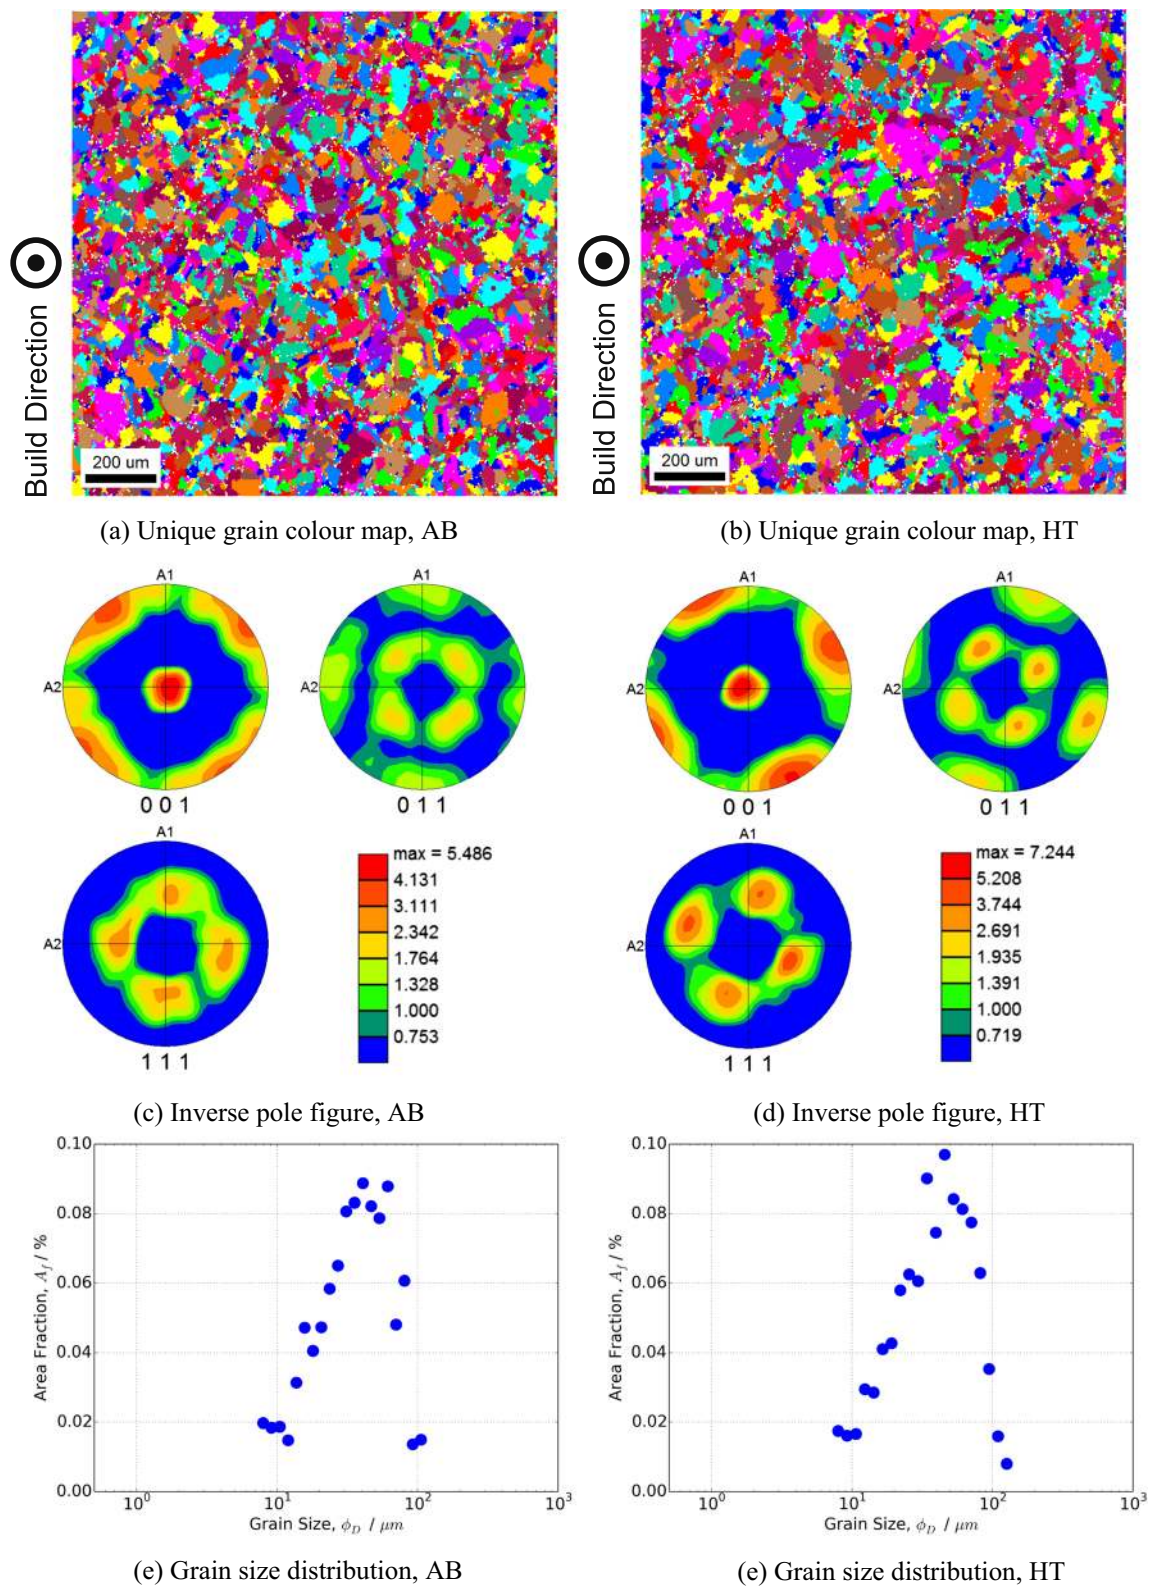 Build Direction
200 um
Build Direction
200 um
(a) Unique grain colour map, AB
(b) Unique grain colour map, HT
A1
A2
0 0 1
A1
A2
0 1 1
A1
A2
1 1 1
max = 5.486
4.131
3.111
2.342
1.764
1.328
1.000
0.753
A1
A2
0 0 1
A1
A2
0 1 1
A1
A2
1 1 1
max = 7.244
5.208
3.744
2.691
1.935
1.391
1.000
0.719
(c) Inverse pole figure, AB
(d) Inverse pole figure, HT
0.10
0.08
0.06
0.04
0.02
0.00
Area Fraction, A_f / %
10^0 10^1 10^2 10^3
Grain Size, ϕ_D / μm
0.10
0.08
0.06
0.04
0.02
0.00
Area Fraction, A_f / %
10^0 10^1 10^2 10^3
Grain Size, ϕ_D / μm
(e) Grain size distribution, AB
(e) Grain size distribution, HT